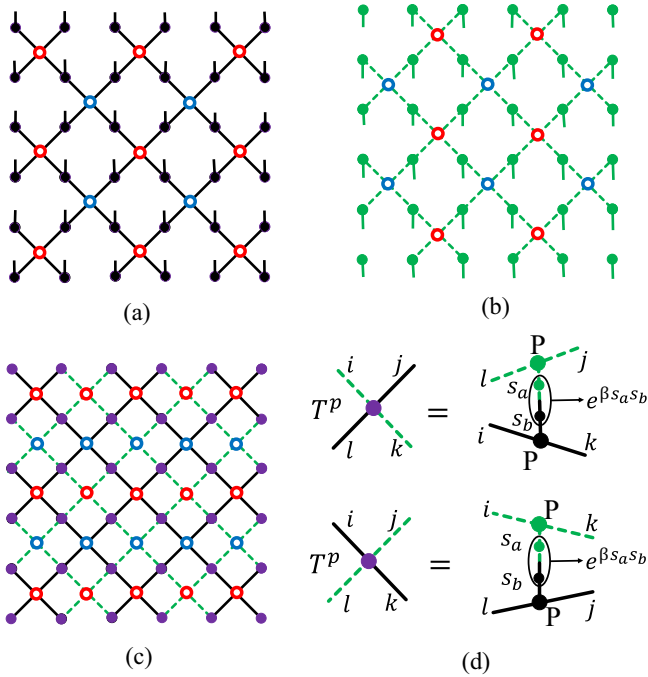 (a)
(b)
(c)
i j
T^p =
l k
P
l j
s_a
s_b
e^{βs_a s_b}
i k
P
i j
T^p =
l k
P
i k
s_a
s_b
e^{βs_a s_b}
l j
P
(d)